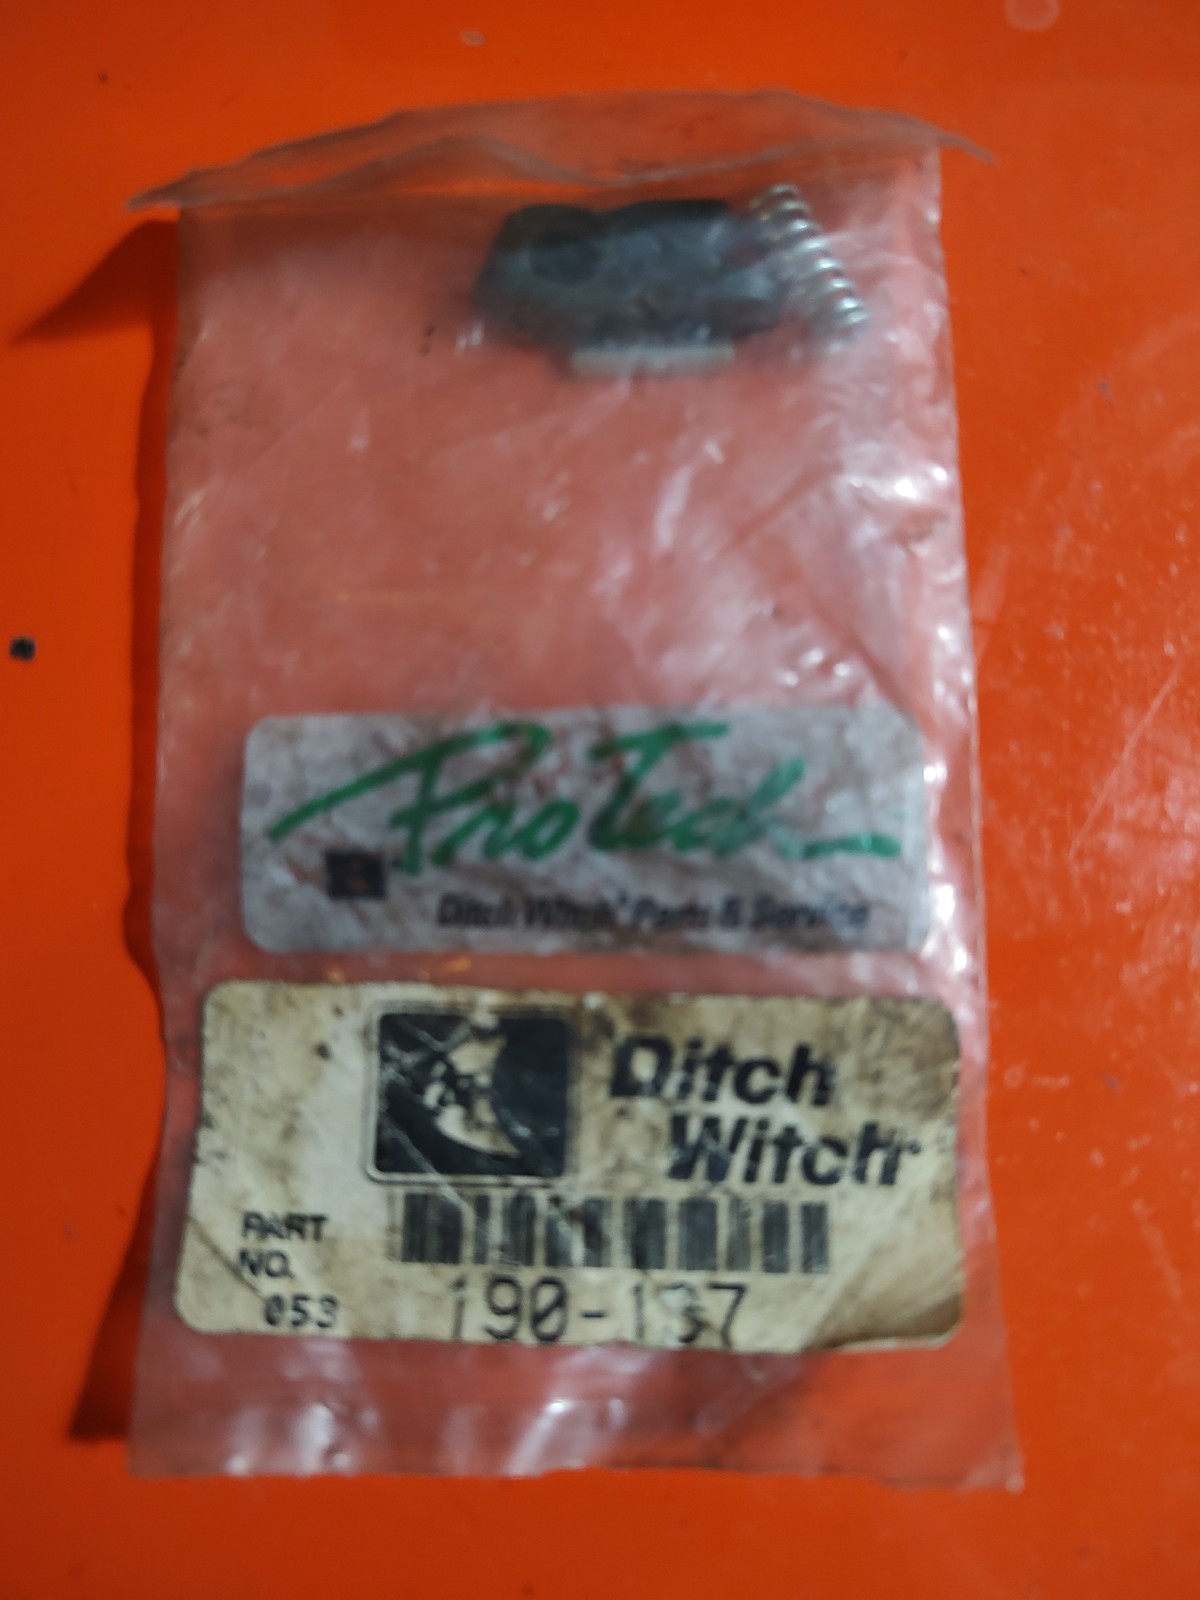 ProTech
Ditch Witch® Parts & Service
Ditch
Witch®
PART
NO.
053
190-137